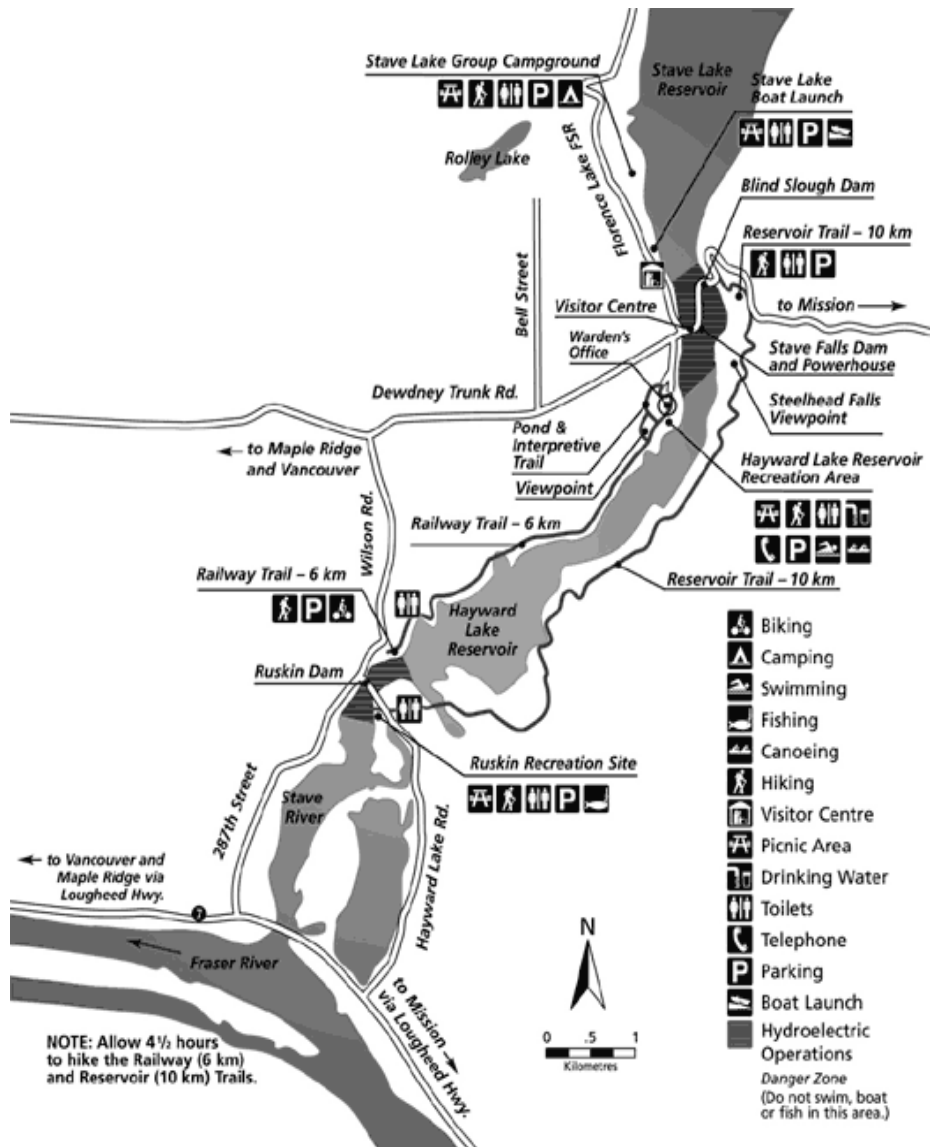 Stave Lake Group Campground
Stave Lake
Reservoir
Stave Lake
Boat Launch
Rolley Lake
Florence Lake FSR
Blind Slough Dam
Reservoir Trail – 10 km
Bell Street
Visitor Centre
to Mission
Warden's
Office
Stave Falls Dam
and Powerhouse
Dewdney Trunk Rd.
Steelhead Falls
Viewpoint
to Maple Ridge
and Vancouver
Pond &
Interpretive
Trail
Viewpoint
Hayward Lake Reservoir
Recreation Area
Wilson Rd.
Railway Trail – 6 km
Railway Trail – 6 km
Reservoir Trail – 10 km
Hayward
Lake
Reservoir
Ruskin Dam
Ruskin Recreation Site
287th Street
Stave
River
Hayward Lake Rd.
to Vancouver and
Maple Ridge via
Lougheed Hwy.
7
Fraser River
to Mission
via Lougheed Hwy.
NOTE: Allow 4 1/2 hours
to hike the Railway (6 km)
and Reservoir (10 km) Trails.
N
0 .5 1
Kilometres
Biking
Camping
Swimming
Fishing
Canoeing
Hiking
Visitor Centre
Picnic Area
Drinking Water
Toilets
Telephone
P Parking
Boat Launch
Hydroelectric
Operations
Danger Zone
(Do not swim, boat
or fish in this area.)